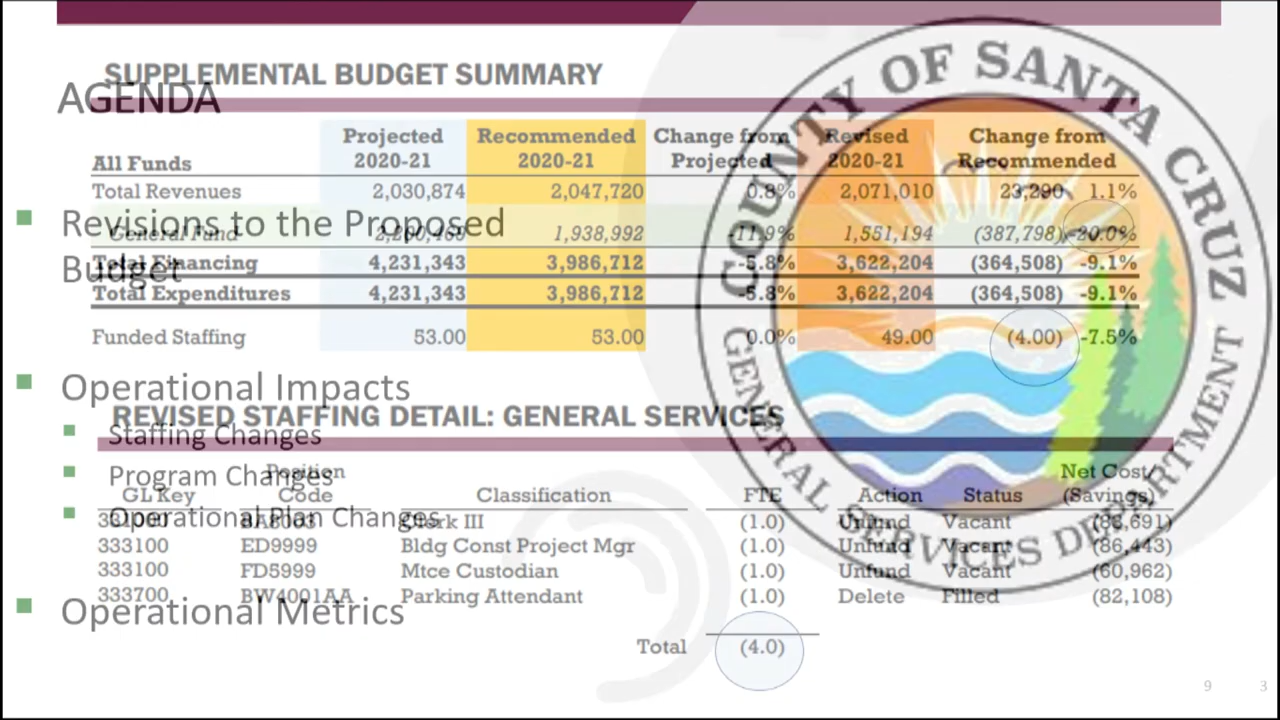 SUPPLEMENTAL BUDGET SUMMARY
AGENDA
Projected Recommended Change from Revised Change from
All Funds 2020-21 2020-21 Projected 2020-21 Recommended
Total Revenues 2,030,874 2,047,720 0.8% 2,071,010 23,290 1.1%
Revisions to the Proposed
General Fund 1,938,992 -11.9% 1,551,194 (387,798) -20.0%
Budget
Total Financing 4,231,343 3,986,712 -5.8% 3,622,204 (364,508) -9.1%
Total Expenditures 4,231,343 3,986,712 -5.8% 3,622,204 (364,508) -9.1%
Funded Staffing 53.00 53.00 0.0% 49.00 (4.00) -7.5%
Operational Impacts
REVISED STAFFING DETAIL: GENERAL SERVICES
Staffing Changes
Program Changes
Position Net Cost/
GL Key Code Classification FTE Action Status (Savings)
Operational Plan Changes
Clerk III (1.0) Unfund Vacant
333100 ED9999 Bldg Const Project Mgr (1.0) Unfund Vacant (86,443)
333100 FD5999 Mtce Custodian (1.0) Unfund Vacant (60,962)
333700 BW4001AA Parking Attendant (1.0) Delete Filled (82,108)
Operational Metrics
Total (4.0)
COUNTY OF SANTA CRUZ
GENERAL SERVICES DEPARTMENT
9 3